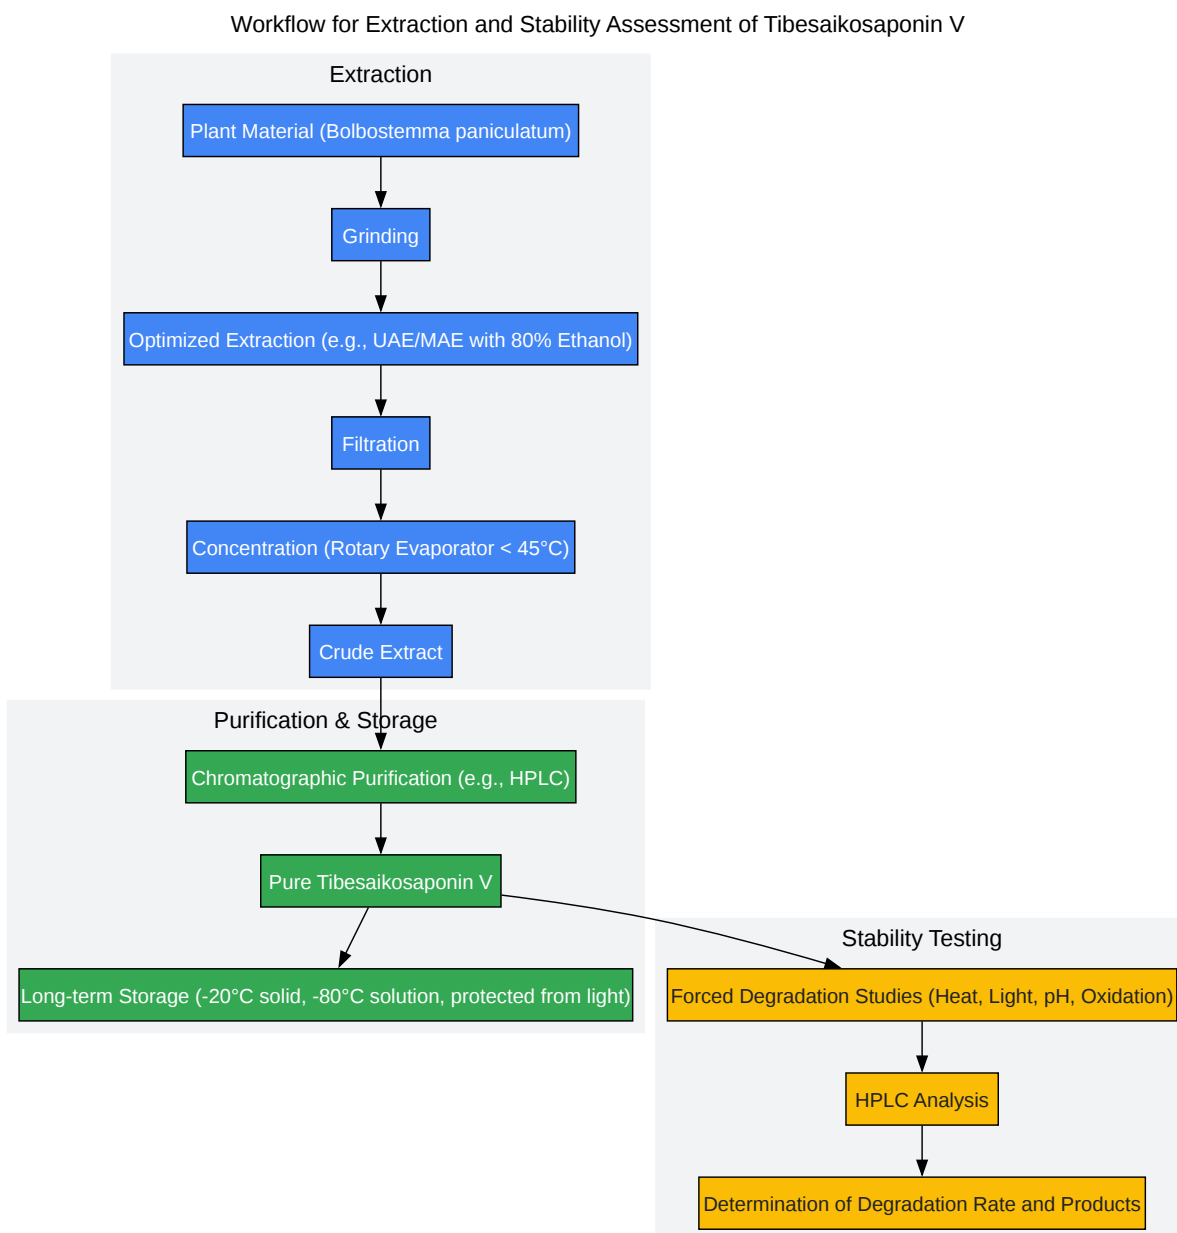 Workflow for Extraction and Stability Assessment of Tibesaikosaponin V
Extraction
Plant Material (Bolbostemma paniculatum)
Grinding
Optimized Extraction (e.g., UAE/MAE with 80% Ethanol)
Filtration
Concentration (Rotary Evaporator < 45°C)
Crude Extract
Purification & Storage
Chromatographic Purification (e.g., HPLC)
Pure Tibesaikosaponin V
Long-term Storage (-20°C solid, -80°C solution, protected from light)
Stability Testing
Forced Degradation Studies (Heat, Light, pH, Oxidation)
HPLC Analysis
Determination of Degradation Rate and Products